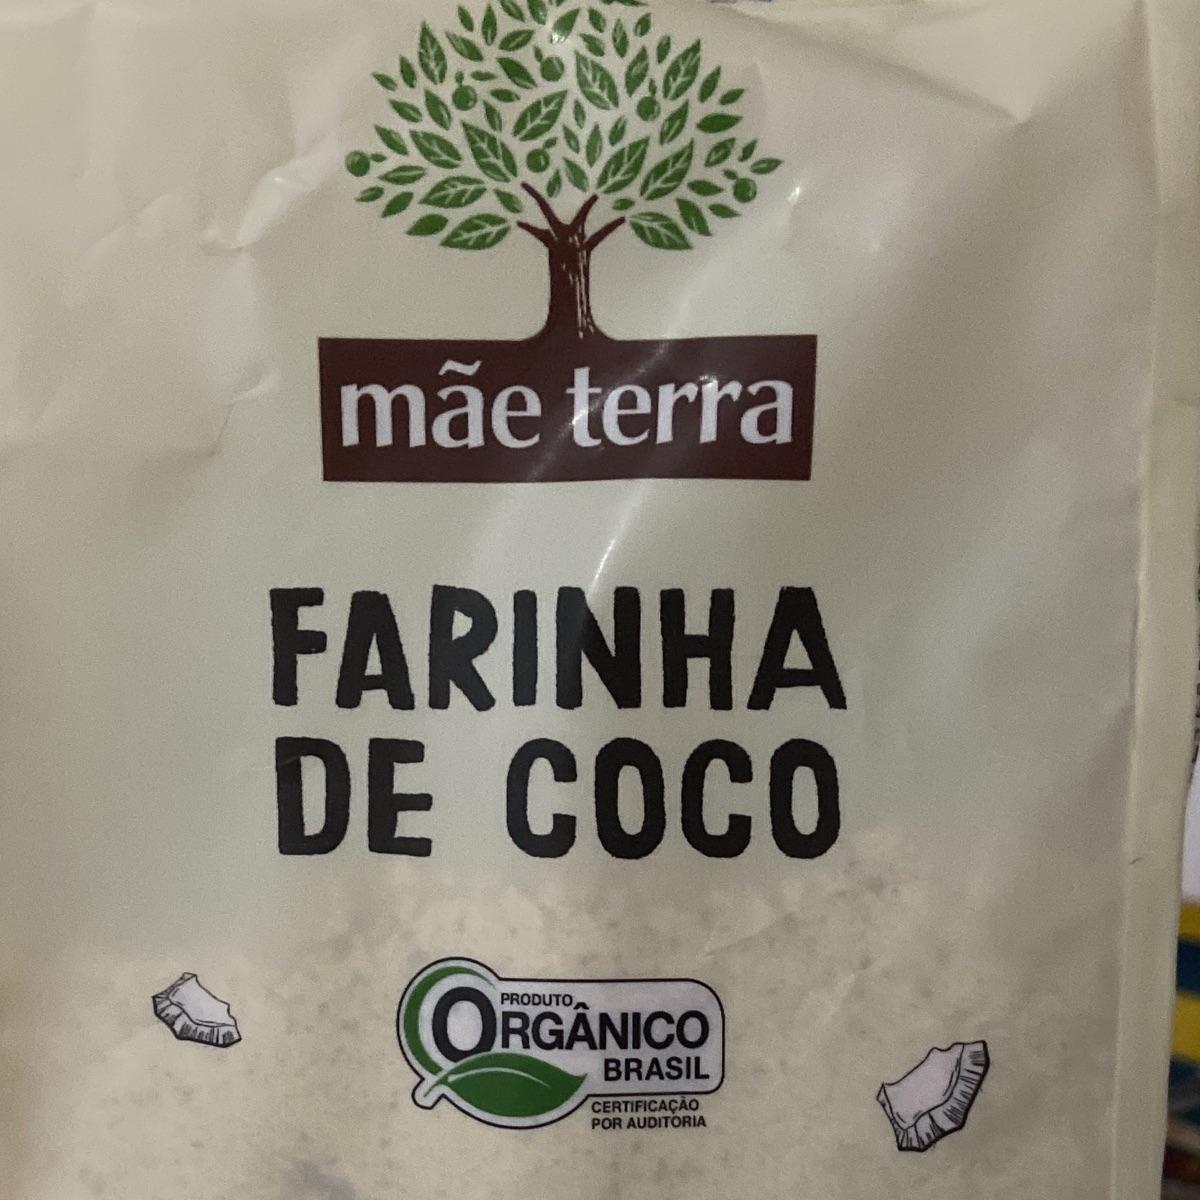 mãe terra
FARINHA
DE COCO
PRODUTO
ORGÂNICO
BRASIL
CERTIFICAÇÃO
POR AUDITORIA